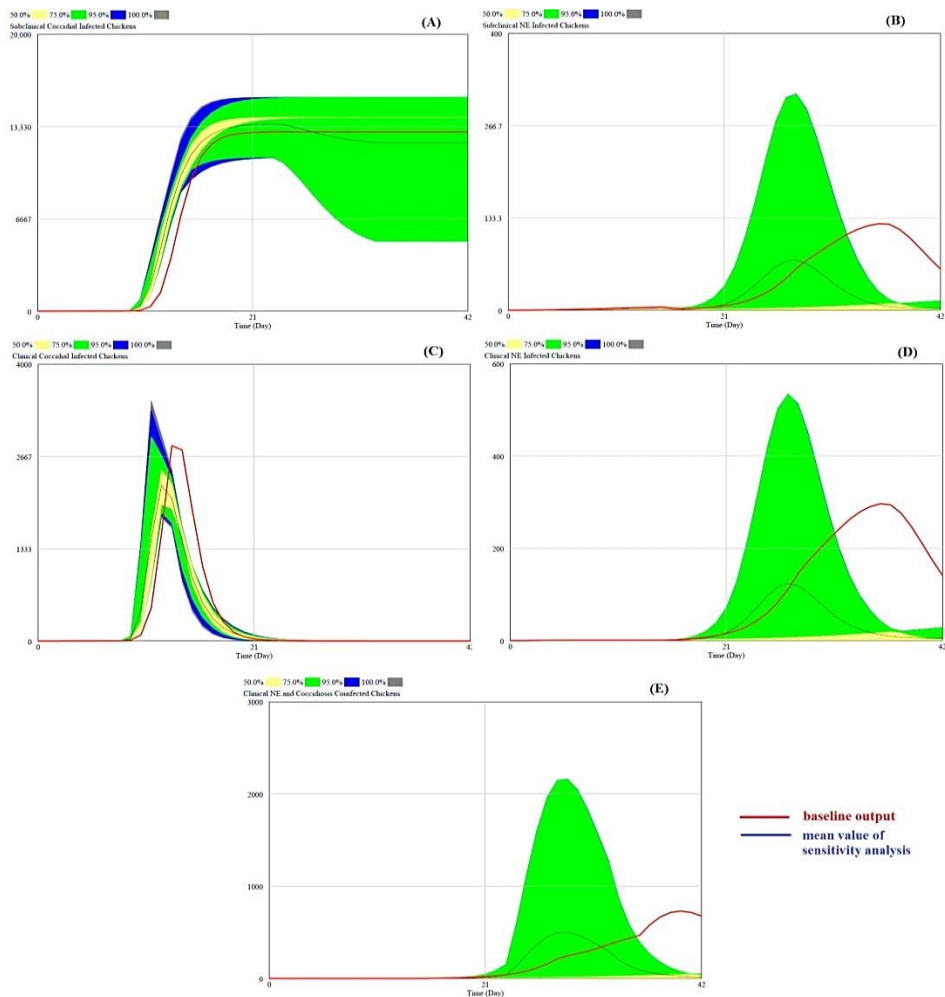 50.0% 75.0% 95.0% 100.0%
Subclinical Coccidial Infected Chickens
(A)
20,000
13,330
6667
0
0
21
42
Time (Day)
50.0% 75.0% 95.0% 100.0%
Subclinical NE Infected Chickens
(B)
400
266.7
133.3
0
0
21
42
Time (Day)
50.0% 75.0% 95.0% 100.0%
Clinical Coccidial Infected Chickens
(C)
4000
2667
1333
0
0
21
42
Time (Day)
50.0% 75.0% 95.0% 100.0%
Clinical NE Infected Chickens
(D)
600
400
200
0
0
21
42
Time (Day)
50.0% 75.0% 95.0% 100.0%
Clinical NE and Coccidiosis Coinfected Chickens
(E)
3000
2000
1000
0
0
21
42
Time (Day)
baseline output
mean value of
sensitivity analysis